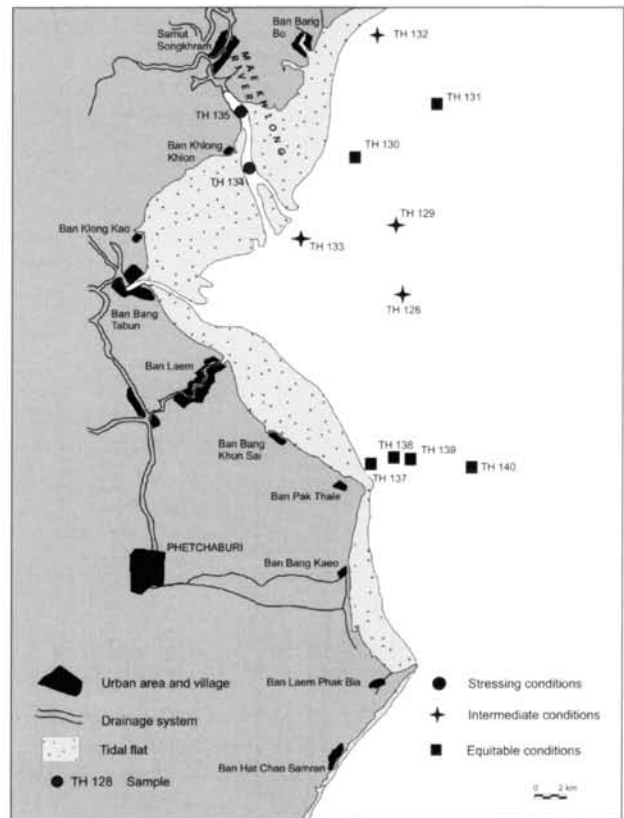 Ban Bang
Bo
TH 132
Samut
Songkhram
MAE KHLONG
RIVER
TH 131
TH 135
TH 130
Ban Khlong
Khion
TH 134
TH 129
Ban Klong Kao
TH 133
TH 128
Ban Bang
Tabun
Ban Laem
Ban Bang
Khun Sai
TH 138
TH 139
TH 137
TH 140
Ban Pak Thale
PHETCHABURI
Ban Bang Kaeo
Urban area and village
Ban Laem Phak Bia
Stressing conditions
Drainage system
Intermediate conditions
Tidal flat
Equitable conditions
TH 128 Sample
Ban Hat Chao Samran
0 2 km